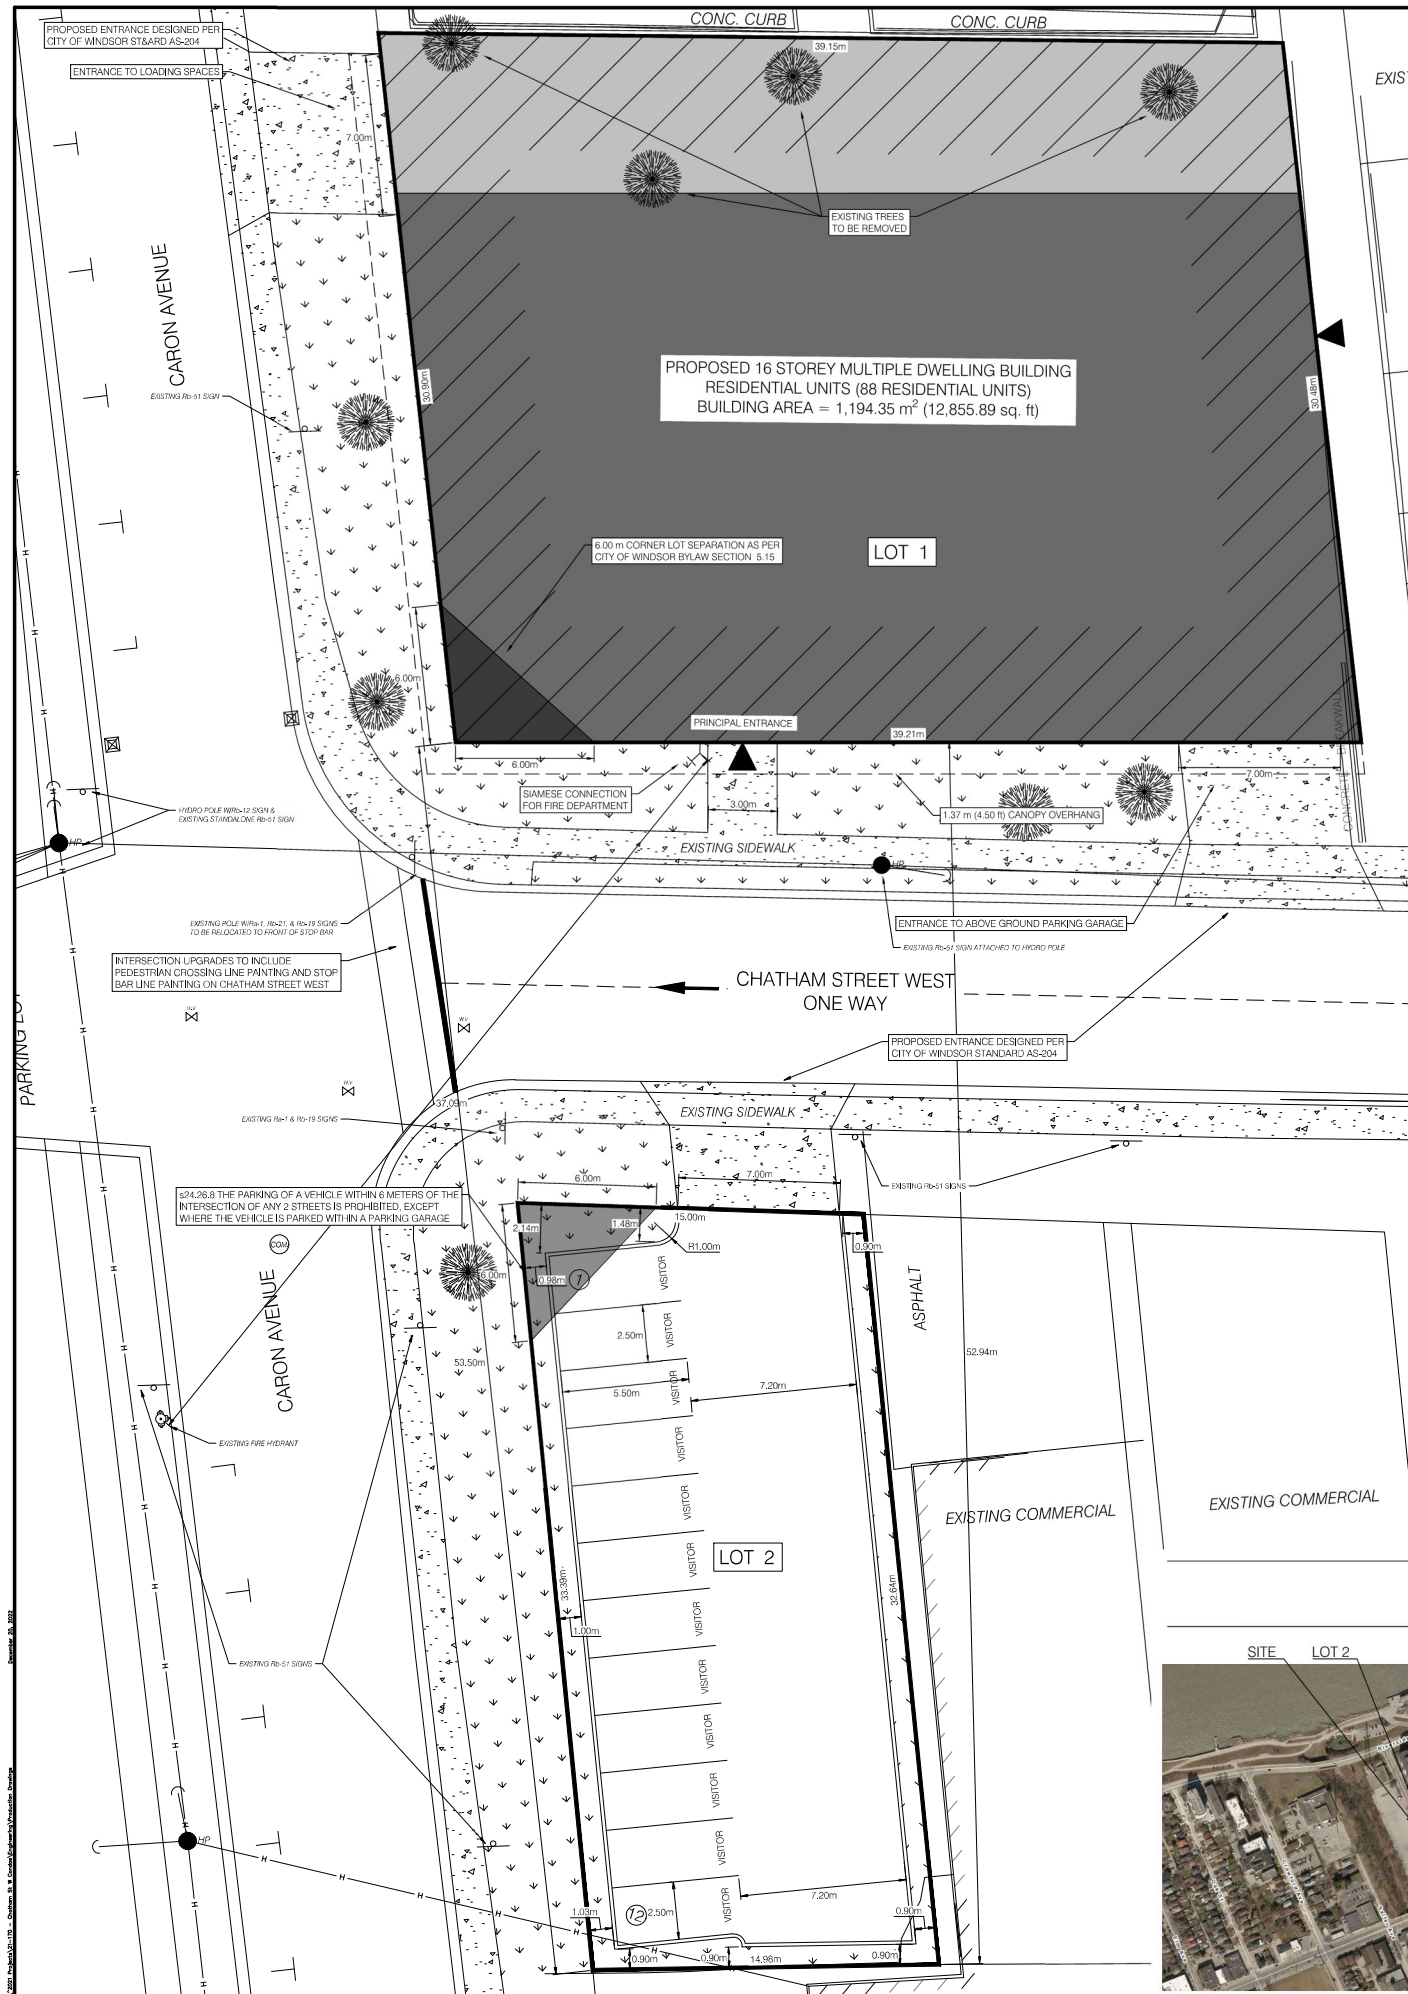 CONC. CURB
CONC. CURB
PROPOSED ENTRANCE DESIGNED PER
CITY OF WINDSOR ST&ARD AS-204
ENTRANCE TO LOADING SPACES
39.15m
7.00m
EXISTING TREES
TO BE REMOVED
CARON AVENUE
EXISTING Rb-51 SIGN
30.90m
PROPOSED 16 STOREY MULTIPLE DWELLING BUILDING
RESIDENTIAL UNITS (88 RESIDENTIAL UNITS)
BUILDING AREA = 1,194.35 m² (12,855.89 sq. ft)
30.48m
6.00 m CORNER LOT SEPARATION AS PER
CITY OF WINDSOR BYLAW SECTION 5.15
LOT 1
6.00m
PRINCIPAL ENTRANCE
39.21m
6.00m
7.00m
SIAMESE CONNECTION
FOR FIRE DEPARTMENT
3.00m
1.37 m (4.50 ft) CANOPY OVERHANG
HYDRO POLE W/Rb-12 SIGN &
EXISTING STANDALONE Rb-51 SIGN
HP
EXISTING SIDEWALK
HP
EXISTING POLE W/Ra-1, Rb-21, & Rb-19 SIGNS
TO BE RELOCATED TO FRONT OF STOP BAR
ENTRANCE TO ABOVE GROUND PARKING GARAGE
EXISTING Rb-51 SIGN ATTACHED TO HYDRO POLE
INTERSECTION UPGRADES TO INCLUDE
PEDESTRIAN CROSSING LINE PAINTING AND STOP
BAR LINE PAINTING ON CHATHAM STREET WEST
CHATHAM STREET WEST
ONE WAY
W.V
W.V
W.V
PARKING LOT
PROPOSED ENTRANCE DESIGNED PER
CITY OF WINDSOR STANDARD AS-204
37.09m
EXISTING Ra-1 & Rb-19 SIGNS
EXISTING SIDEWALK
EXISTING Rb-51 SIGNS
s24.26.8 THE PARKING OF A VEHICLE WITHIN 6 METERS OF THE
INTERSECTION OF ANY 2 STREETS IS PROHIBITED, EXCEPT
WHERE THE VEHICLE IS PARKED WITHIN A PARKING GARAGE
6.00m
7.00m
2.14m
1.48m
15.00m
R1.00m
0.90m
6.00m
0.98m
1
VISITOR
ASPHALT
CARON AVENUE
2.50m
VISITOR
53.50m
52.94m
5.50m
VISITOR
7.20m
EXISTING FIRE HYDRANT
VISITOR
VISITOR
EXISTING COMMERCIAL
EXISTING COMMERCIAL
VISITOR
LOT 2
33.39m
32.64m
VISITOR
1.00m
VISITOR
EXISTING Rb-51 SIGNS
VISITOR
VISITOR
VISITOR
VISITOR
HP
7.20m
1.03m
12
2.50m
0.90m
0.90m
0.90m
14.98m
0.90m
SITE
LOT 2
December 20, 2022